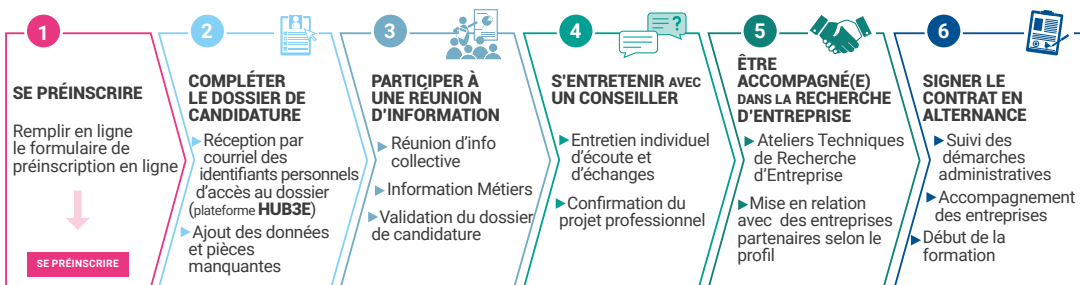 1
SE PRÉINSCRIRE
Remplir en ligne
le formulaire de
préinscription en ligne
SE PRÉINSCRIRE
2
COMPLÉTER
LE DOSSIER DE
CANDIDATURE
Réception par
courriel des
identifiants personnels
d'accès au dossier
(plateforme HUB3E)
Ajout des données
et pièces
manquantes
3
PARTICIPER À
UNE RÉUNION
D'INFORMATION
Réunion d'info
collective
Information Métiers
Validation du dossier
de candidature
4
?
S'ENTRETENIR AVEC
UN CONSEILLER
Entretien individuel
d'écoute et
d'échanges
Confirmation du
projet professionnel
5
ÊTRE
ACCOMPAGNÉ(E)
DANS LA RECHERCHE
D'ENTREPRISE
Ateliers Techniques
de Recherche
d'Entreprise
Mise en relation
avec des entreprises
partenaires selon le
profil
6
SIGNER LE
CONTRAT EN
ALTERNANCE
Suivi des
démarches
administratives
Accompagnement
des entreprises
Début de la
formation